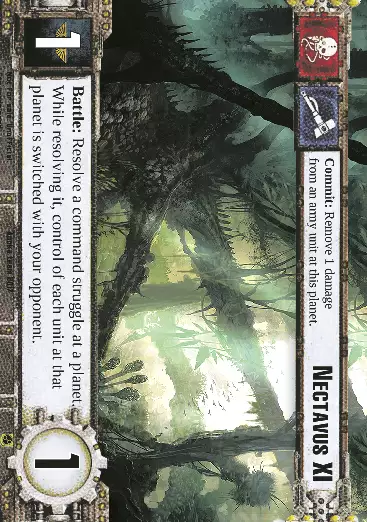 NECTAVUS XI
Commit: Remove 1 damage
from an army unit at this planet.
1
Battle: Resolve a command struggle at a planet.
While resolving it, control of each unit at that
planet is swiched with your opponent.
1